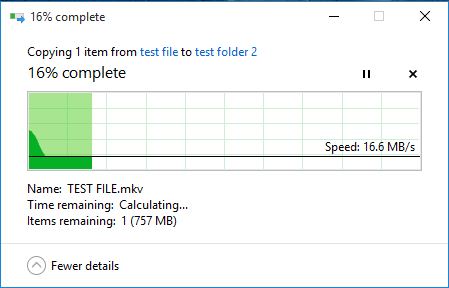 16% complete
Copying 1 item from test file to test folder 2
16% complete
Speed: 16.6 MB/s
Name: TEST FILE.mkv
Time remaining: Calculating...
Items remaining: 1 (757 MB)
Fewer details